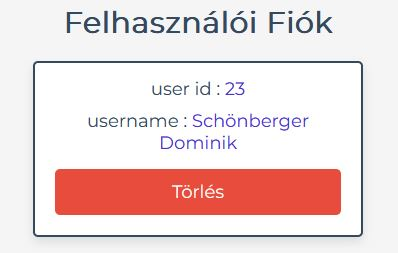 Felhasználói Fiók
user id : 23
username : Schönberger
Dominik
Törlés